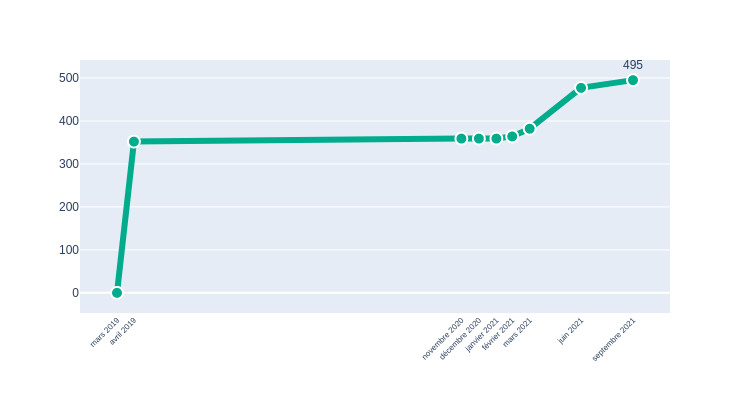 495
500
400
300
200
100
0
mars 2019
avril 2019
novembre 2020
décembre 2020
janvier 2021
février 2021
mars 2021
juin 2021
septembre 2021